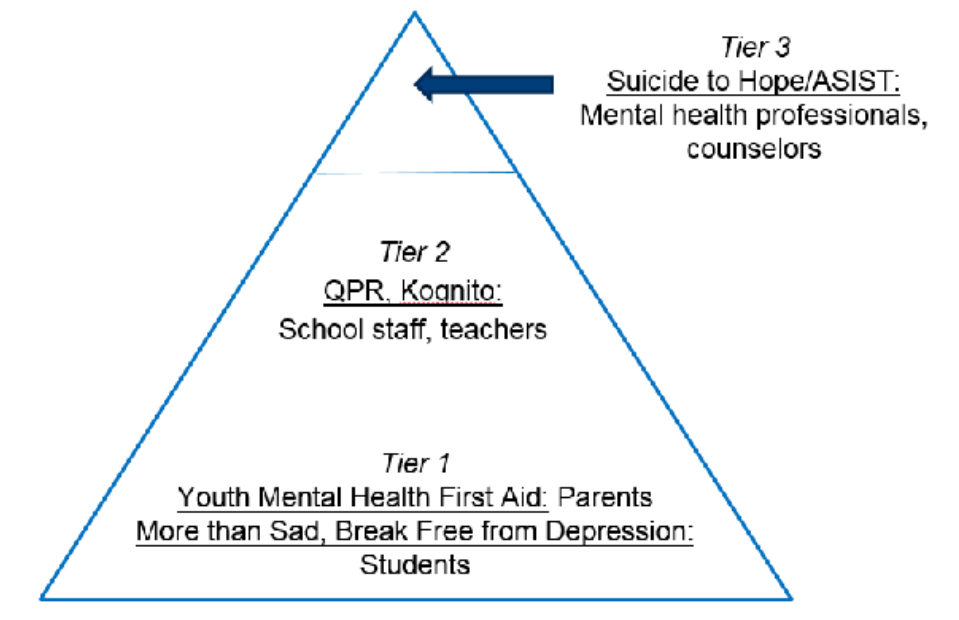 Tier 3
Suicide to Hope/ASIST:
Mental health professionals,
counselors
Tier 2
QPR, Kognito:
School staff, teachers
Tier 1
Youth Mental Health First Aid: Parents
More than Sad, Break Free from Depression:
Students